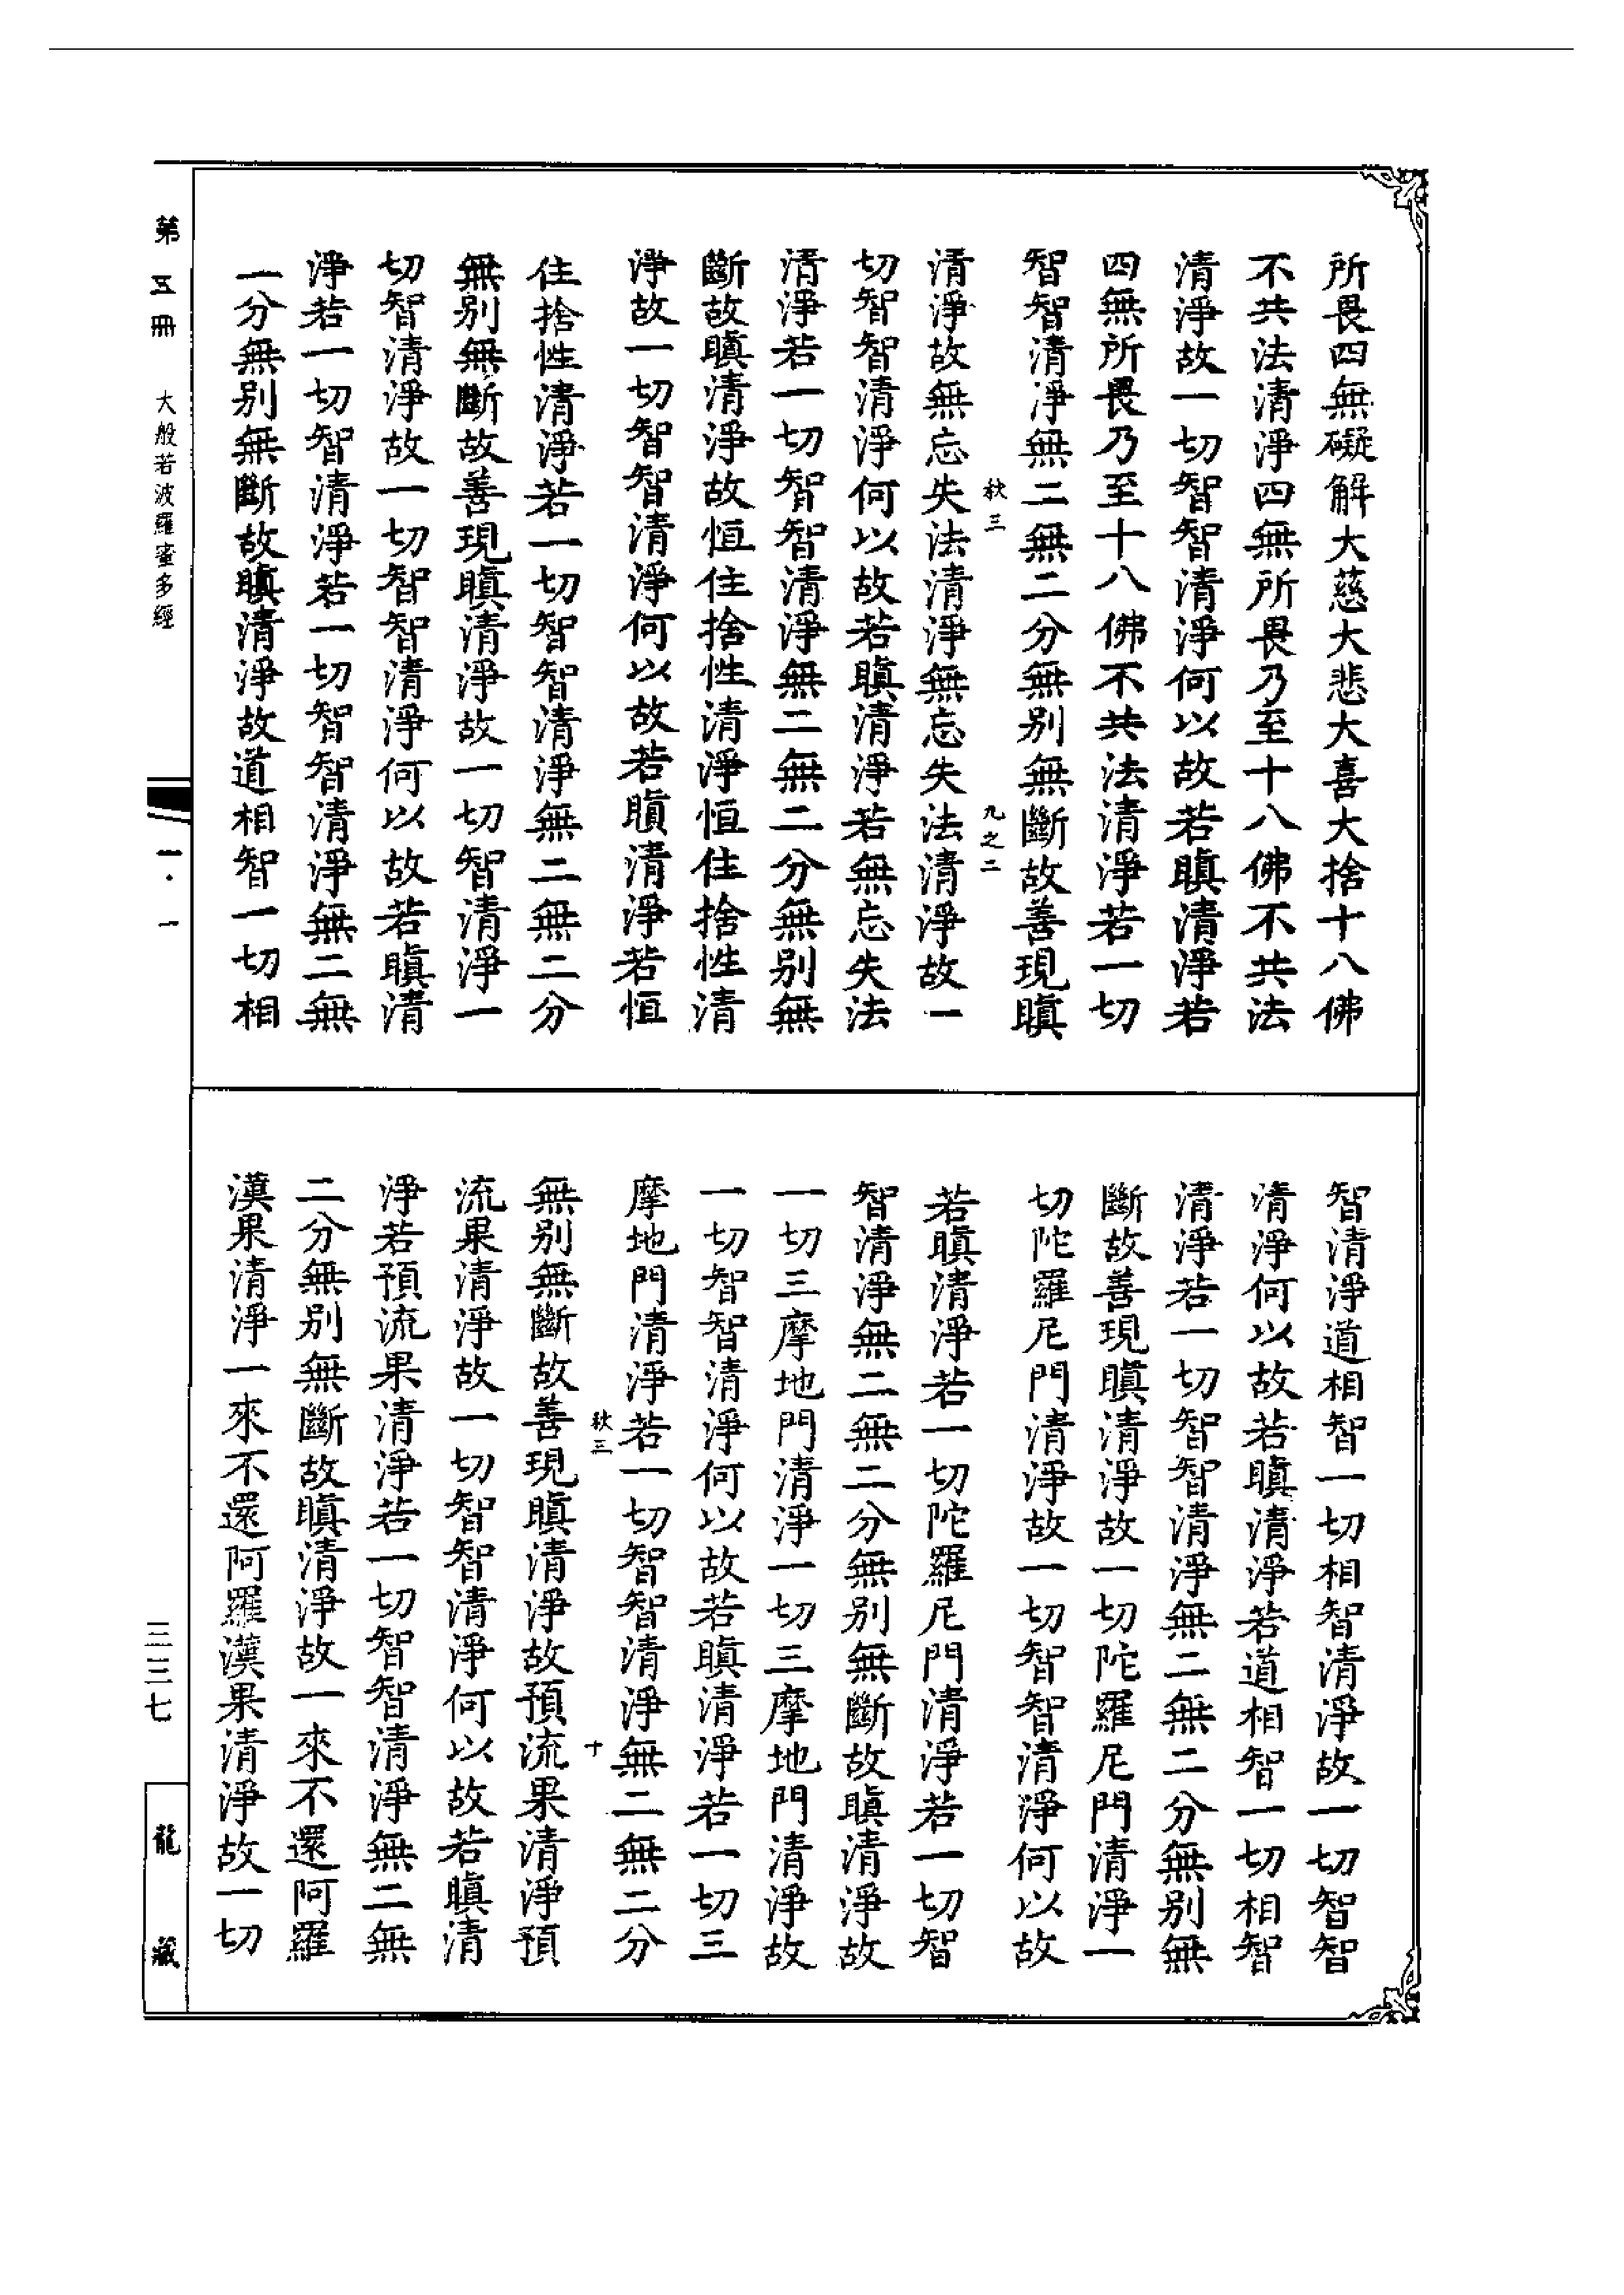 所畏四無礙解大慈大悲大喜大捨十八佛
不共法清淨四無所畏乃至十八佛不共法
清淨故一切智智清淨何以故若瞋清淨若
四無所畏乃至十八佛不共法清淨若一切
智智清淨無二無二分無别無斷故善現瞋
秋三 九之二
清淨故無忘失法清淨無忘失法清淨故一
切智智清淨何以故若瞋清淨若無忘失法
清淨若一切智智清淨無二無二分無别無
斷故瞋清淨故恒住捨性清淨恒住捨性清
淨故一切智智清淨何以故若瞋清淨若恒
住捨性清淨若一切智智清淨無二無二分
無别無斷故善現瞋清淨故一切智清淨一
切智清淨故一切智智清淨何以故若瞋清
淨若一切智清淨若一切智智清淨無二無
一分無别無斷故瞋清淨故道相智一切相
智清淨道相智一切相智清淨故一切智智
清淨何以故若瞋清淨若道相智一切相智
清淨若一切智智清淨無二無二分無别無
斷故善現瞋清淨故一切陀羅尼門清淨一
切陀羅尼門清淨故一切智智清淨何以故
若瞋清淨若一切陀羅尼門清淨若一切智
智清淨無二無二分無别無斷故瞋清淨故
一切三摩地門清淨一切三摩地門清淨故
一切智智清淨何以故若瞋清淨若一切三
摩地門清淨若一切智智清淨無二無二分
秋三 十
無别無斷故善現瞋清淨故預流果清淨預
流果清淨故一切智智清淨何以故若瞋清
淨若預流果清淨若一切智智清淨無二無
二分無别無斷故瞋清淨故一來不還阿羅
漢果清淨一來不還阿羅漢果清淨故一切
第五冊 大般若波羅蜜多經
一·一
三三七
龍藏